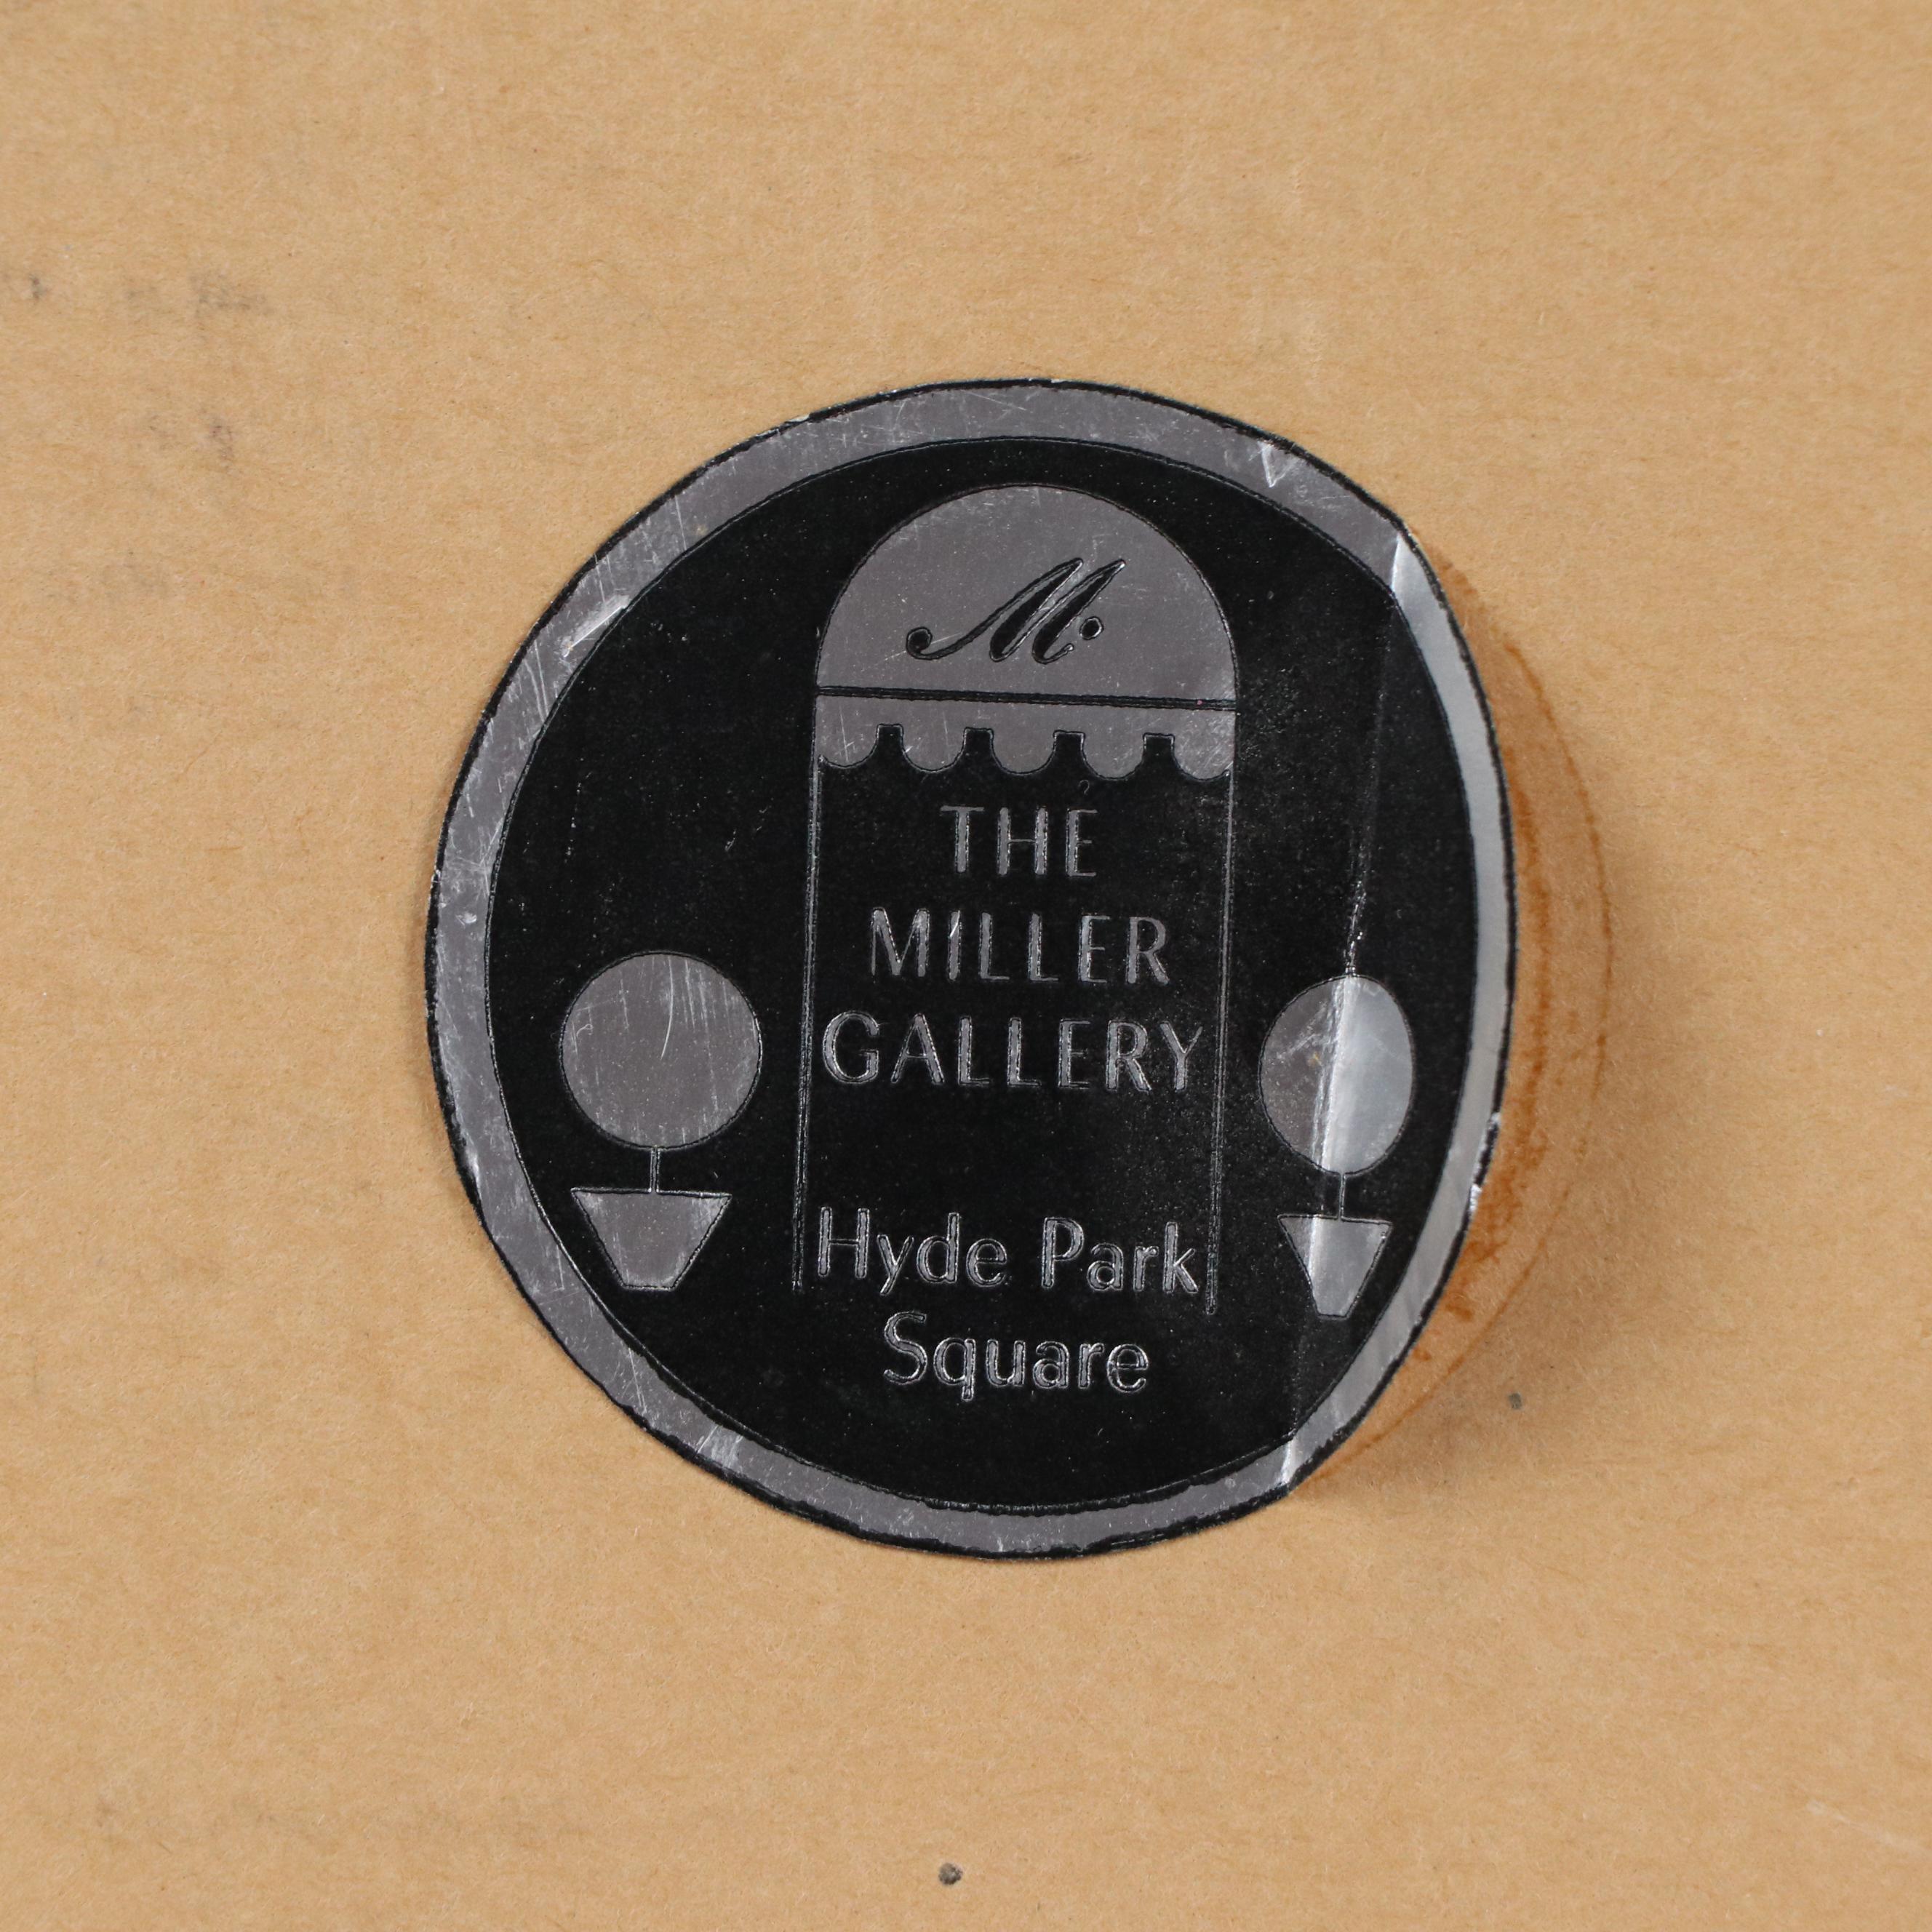 M.
THE
MILLER
GALLERY
Hyde Park
Square